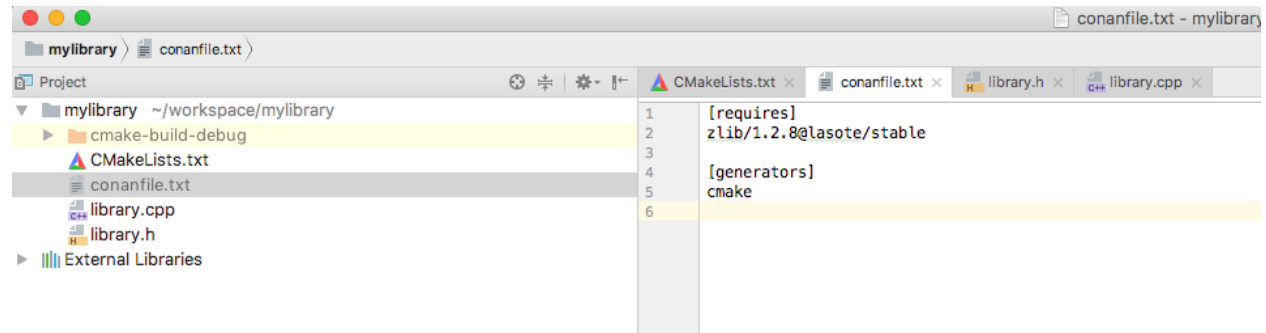 conanfile.txt - mylibrary
mylibrary conanfile.txt
Project
CMakeLists.txt conanfile.txt library.h library.cpp
mylibrary ~/workspace/mylibrary
cmake-build-debug
CMakeLists.txt
conanfile.txt
library.cpp
library.h
External Libraries
1 [requires]
2 zlib/1.2.8@lasote/stable
3
4 [generators]
5 cmake
6